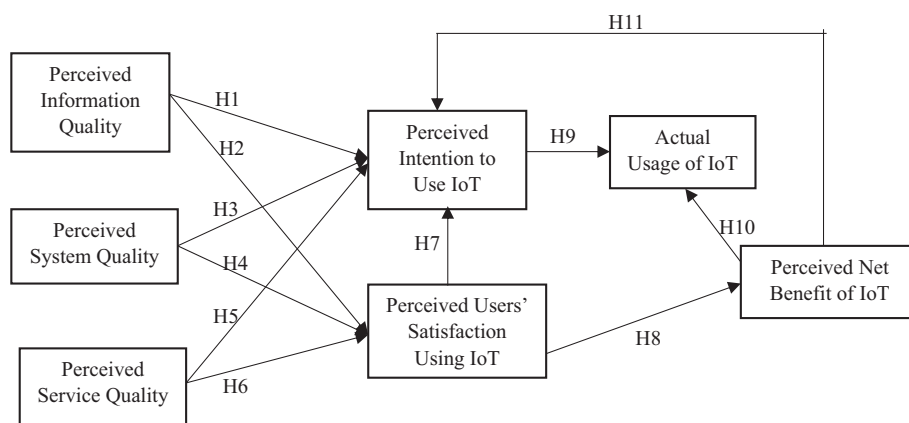 H11
Perceived
Information
Quality
H1
H2
Perceived
Intention to
Use IoT
H9
Actual
Usage of IoT
H3
Perceived
System Quality
H4
H7
H10
Perceived Net
Benefit of IoT
H5
Perceived Users’
Satisfaction
Using IoT
H8
Perceived
Service Quality
H6